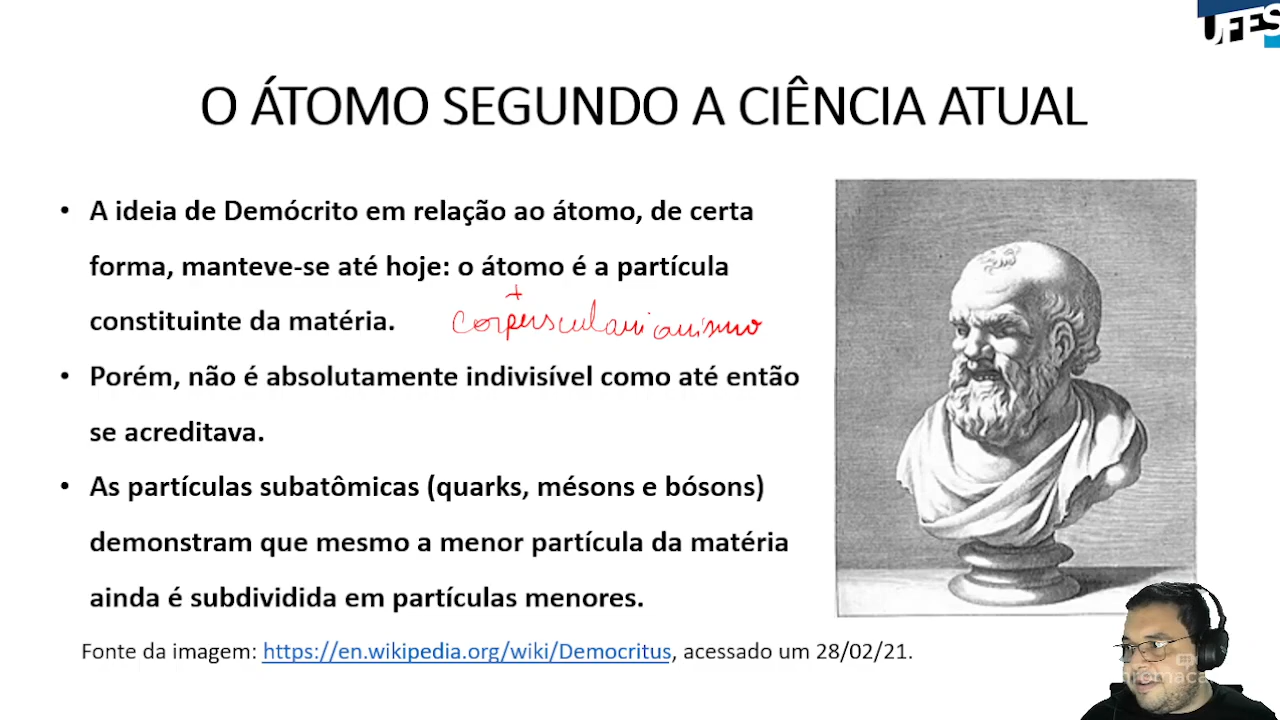 UFES
O ÁTOMO SEGUNDO A CIÊNCIA ATUAL
• A ideia de Demócrito em relação ao átomo, de certa
forma, manteve-se até hoje: o átomo é a partícula
constituinte da matéria.
• Porém, não é absolutamente indivisível como até então
se acreditava.
• As partículas subatômicas (quarks, mésons e bósons)
demonstram que mesmo a menor partícula da matéria
ainda é subdividida em partículas menores.
Fonte da imagem: https://en.wikipedia.org/wiki/Democritus, acessado um 28/02/21.